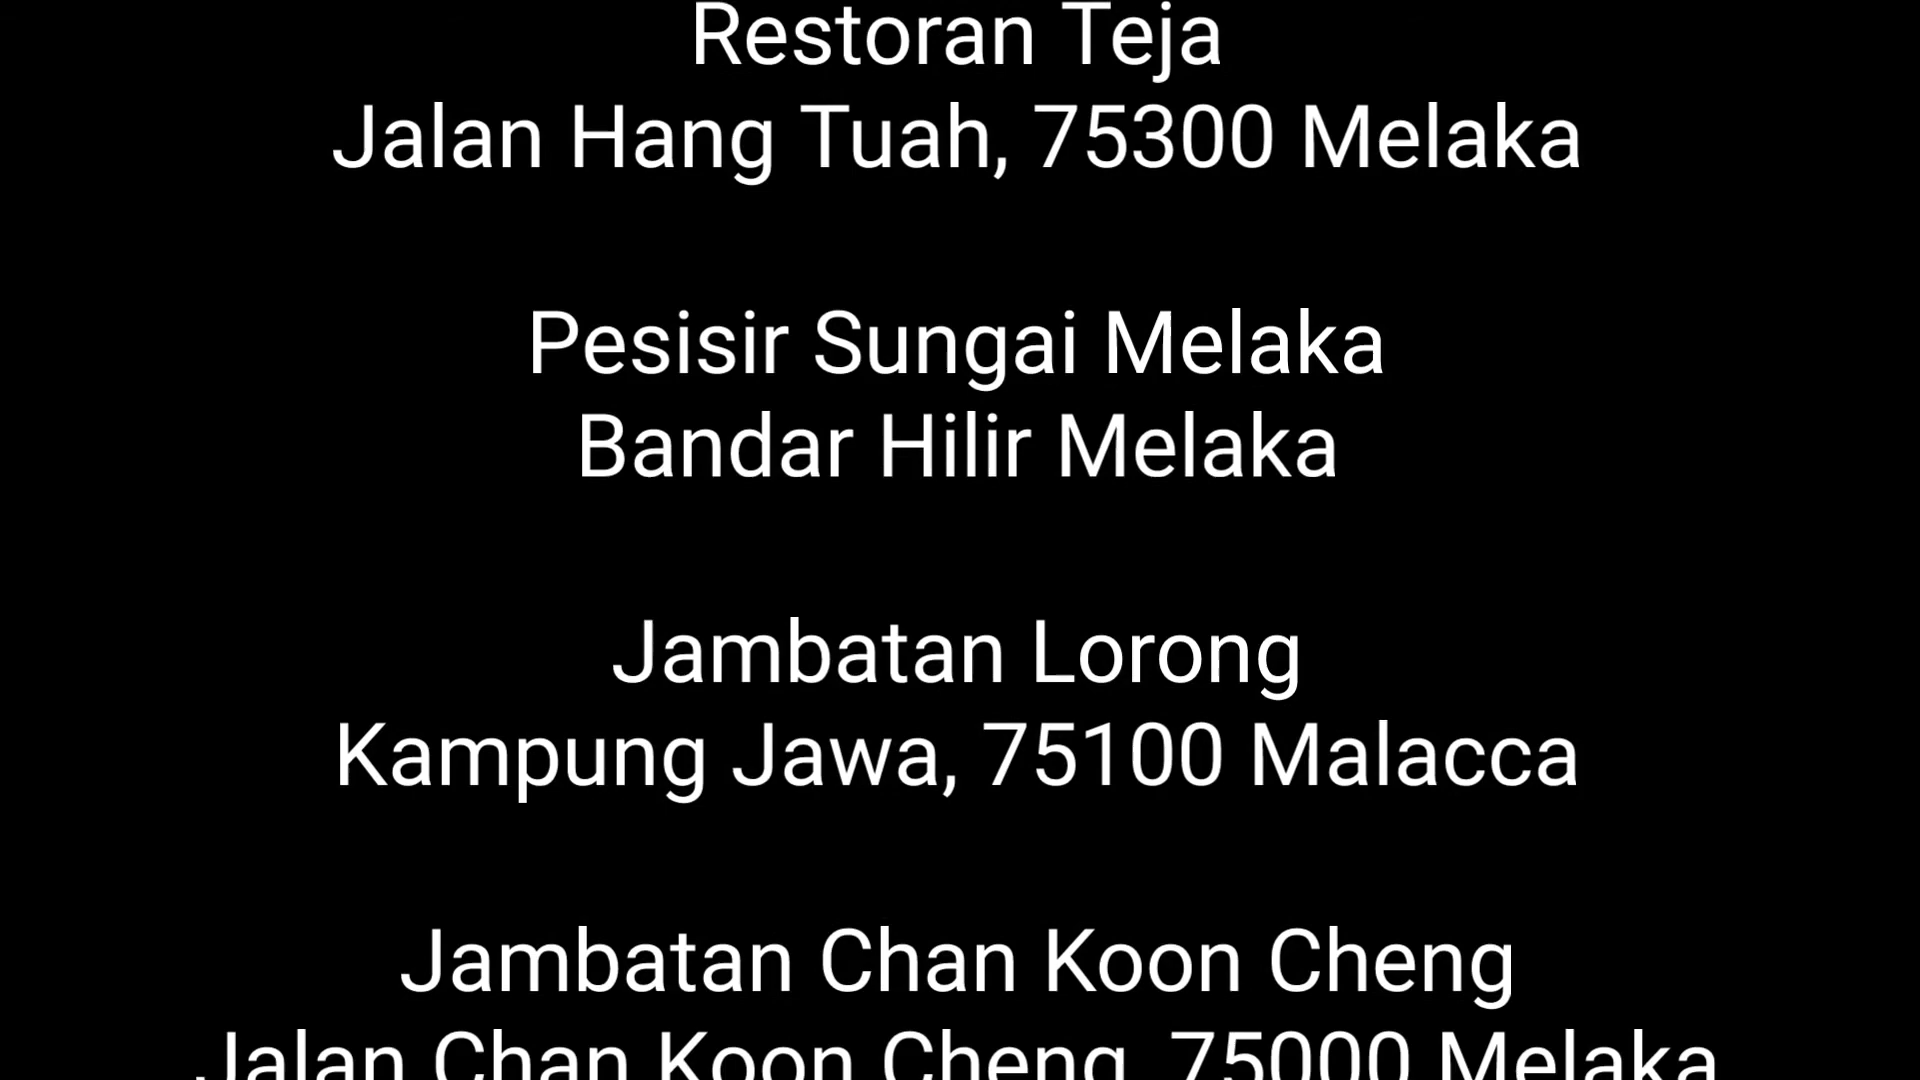 Restoran Teja
Jalan Hang Tuah, 75300 Melaka
Pesisir Sungai Melaka
Bandar Hilir Melaka
Jambatan Lorong
Kampung Jawa, 75100 Malacca
Jambatan Chan Koon Cheng
Jalan Chan Koon Cheng, 75000 Melaka